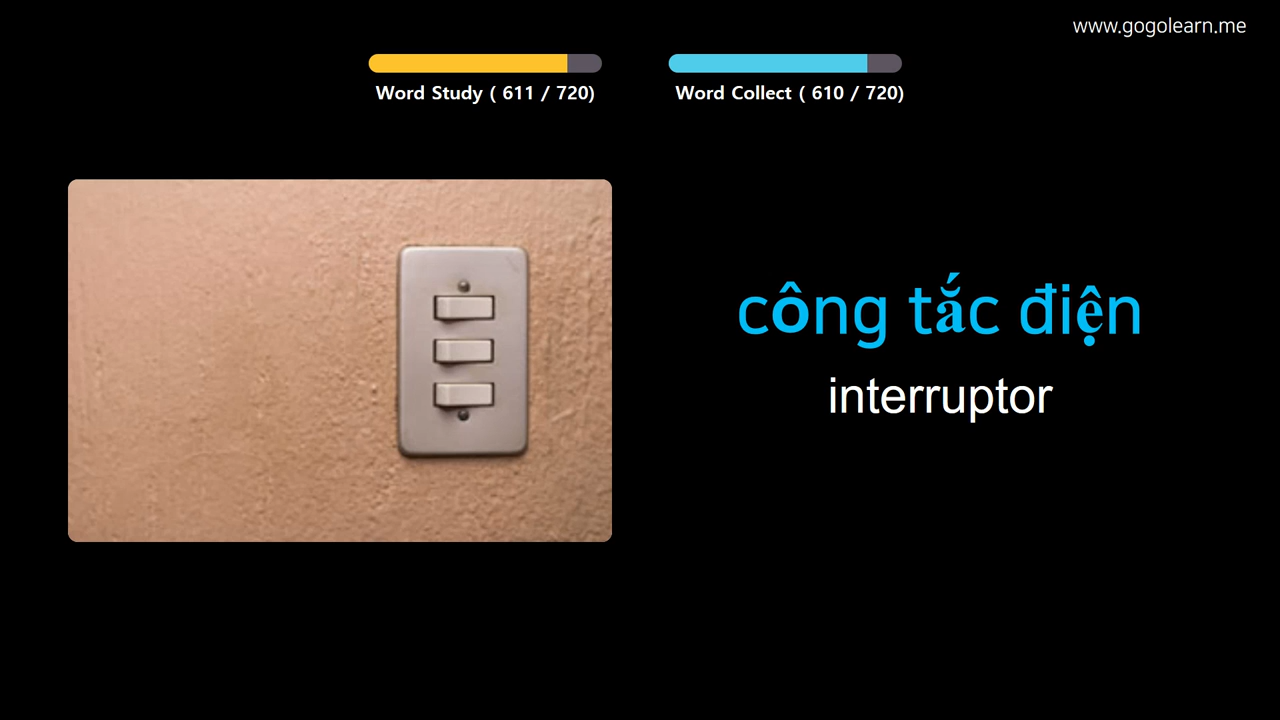 www.gogolearn.me
Word Study ( 611 / 720)
Word Collect ( 610 / 720)
công tắc điện
interruptor